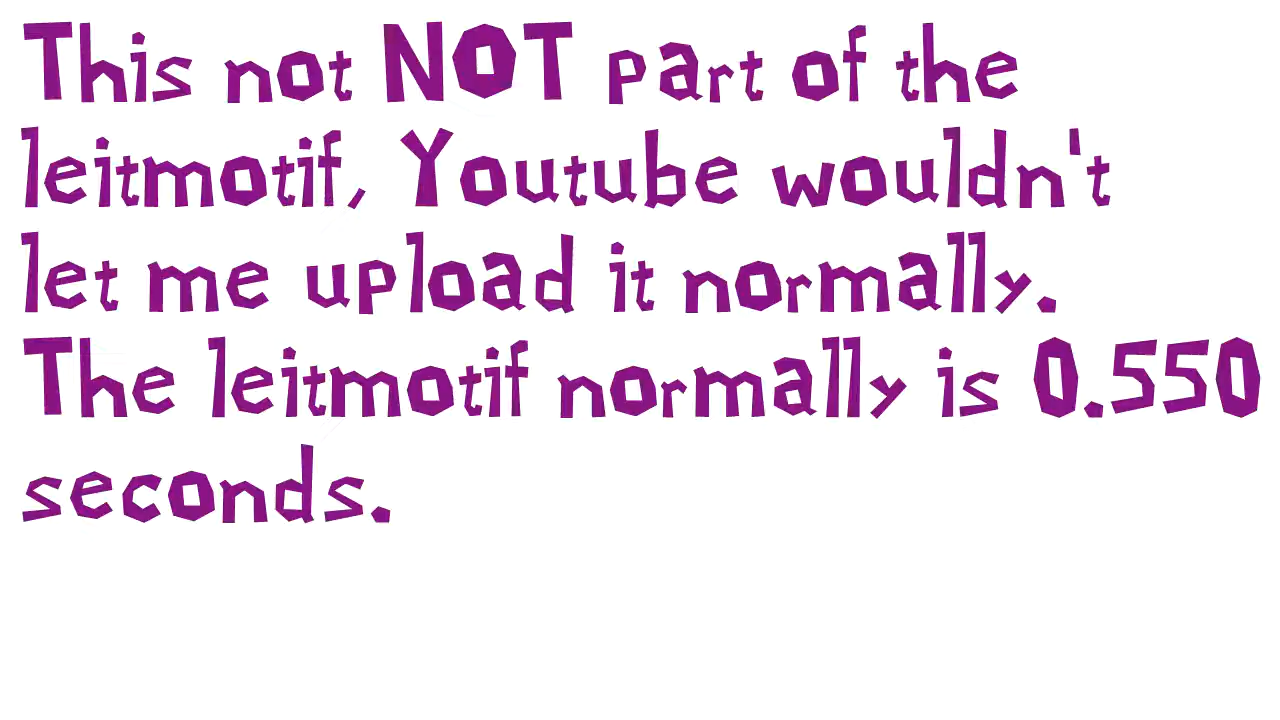 This not NOT part of the
leitmotif, Youtube wouldn't
let me upload it normally.
The leitmotif normally is 0.550
seconds.